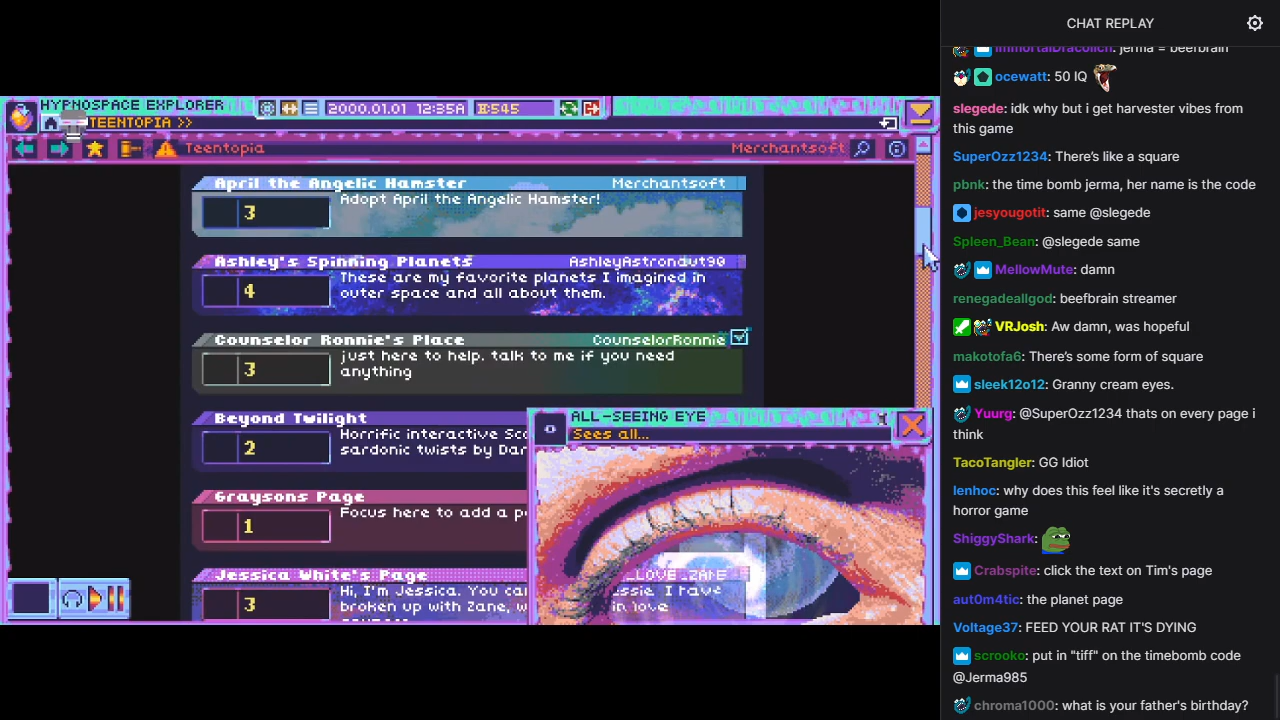 HYPNOSPACE EXPLORER
2000.01.01 12:35A
545
TEENTOPIA >>
Teentopia
Merchantsoft
April the Angelic Hamster
Merchantsoft
3
Adopt April the Angelic Hamster!
Ashley's Spinning Planets
AshleyAstronaut90
4
These are my favorite planets I imagined in
outer space and all about them.
Counselor Ronnie's Place
CounselorRonnie
3
just here to help. talk to me if you need
anything
Beyond Twilight
2
Horrific interactive
sardonic twists by
Graysons Page
1
Focus here to add a
Jessica White's Page
LOVE ZANE
3
Hi, I'm Jessica. You
I have
broken up with Zane,
in love
ALL-SEEING EYE
Sees all...
CHAT REPLAY
ImmortalDracolich: jerma = beefbrain
ocewatt: 50 IQ
slegede: idk why but i get harvester vibes from
this game
SuperOzz1234: There's like a square
pbnk: the time bomb jerma, her name is the code
jesyougotit: same @slegede
Spleen_Bean: @slegede same
MellowMute: damn
renegadeallgod: beefbrain streamer
VRJosh: Aw damn, was hopeful
makotofa6: There's some form of square
sleek12o12: Granny cream eyes.
Yuurg: @SuperOzz1234 thats on every page i
think
TacoTangler: GG Idiot
lenhoc: why does this feel like it's secretly a
horror game
ShiggyShark:
Crabspite: click the text on Tim's page
aut0m4tic: the planet page
Voltage37: FEED YOUR RAT IT'S DYING
scrooko: put in "tiff" on the timebomb code
@Jerma985
chroma1000: what is your father's birthday?